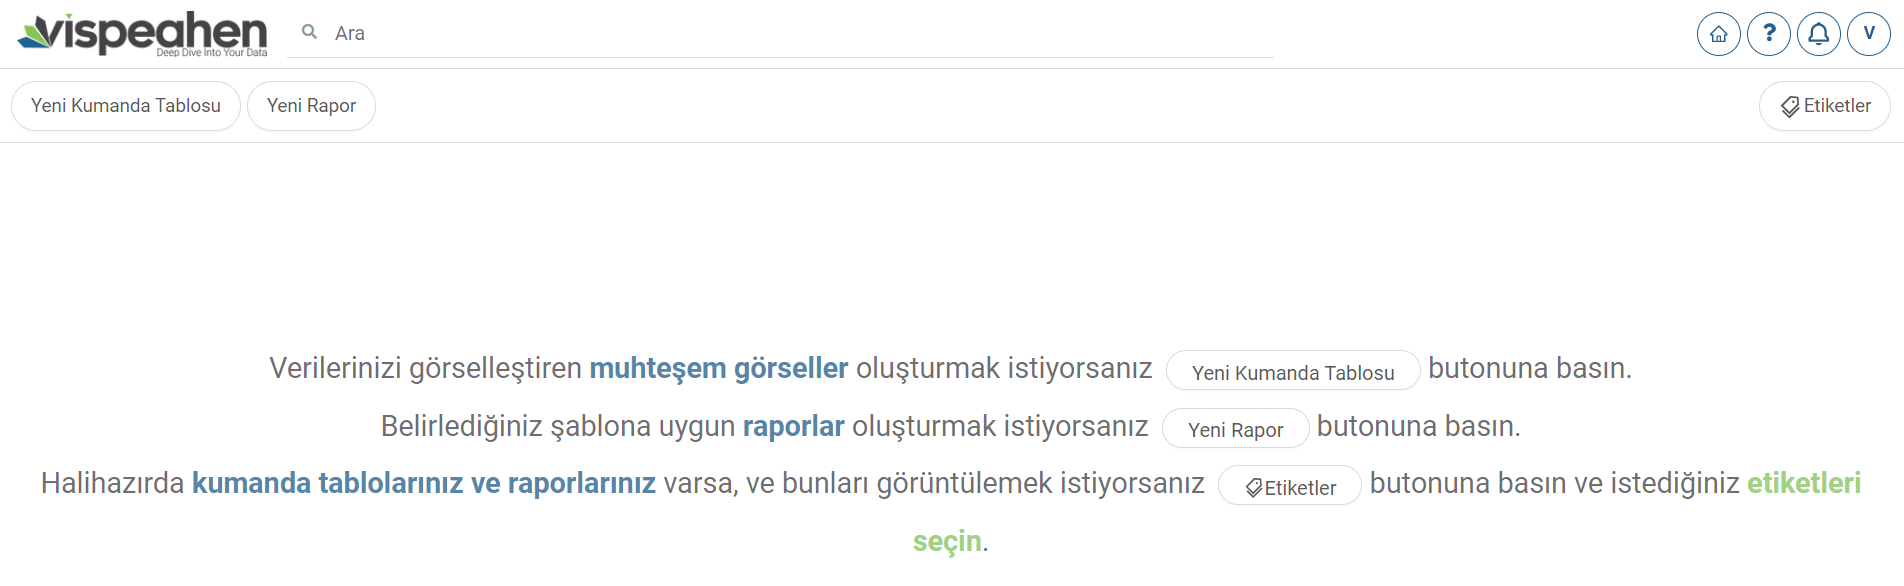 vispeahen
Deep Dive Into Your Data
Ara
?
V
Yeni Kumanda Tablosu
Yeni Rapor
Etiketler
Verilerinizi görselleştiren muhteşem görseller oluşturmak istiyorsanız Yeni Kumanda Tablosu butonuna basın.
Belirlediğiniz şablona uygun raporlar oluşturmak istiyorsanız Yeni Rapor butonuna basın.
Halihazırda kumanda tablolarınız ve raporlarınız varsa, ve bunları görüntülemek istiyorsanız Etiketler butonuna basın ve istediğiniz etiketleri
seçin.